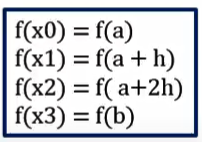 f(x0) = f(a)
f(x1) = f(a + h)
f(x2) = f( a+2h)
f(x3) = f(b)